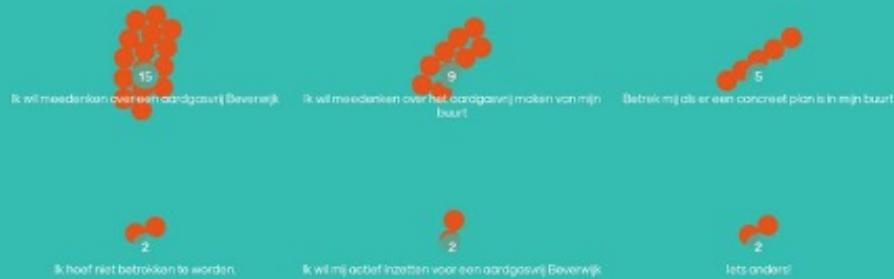 15
Ik wil meedenken over een aardgasvrij Beverwijk
9
Ik wil meedenken over het aardgasvrij maken van mijn
buurt
5
Betrek mij als er een concreet plan is in mijn buurt
2
Ik hoef niet betrokken te worden.
2
Ik wil mij actief inzetten voor een aardgasvrij Beverwijk
2
Iets anders!